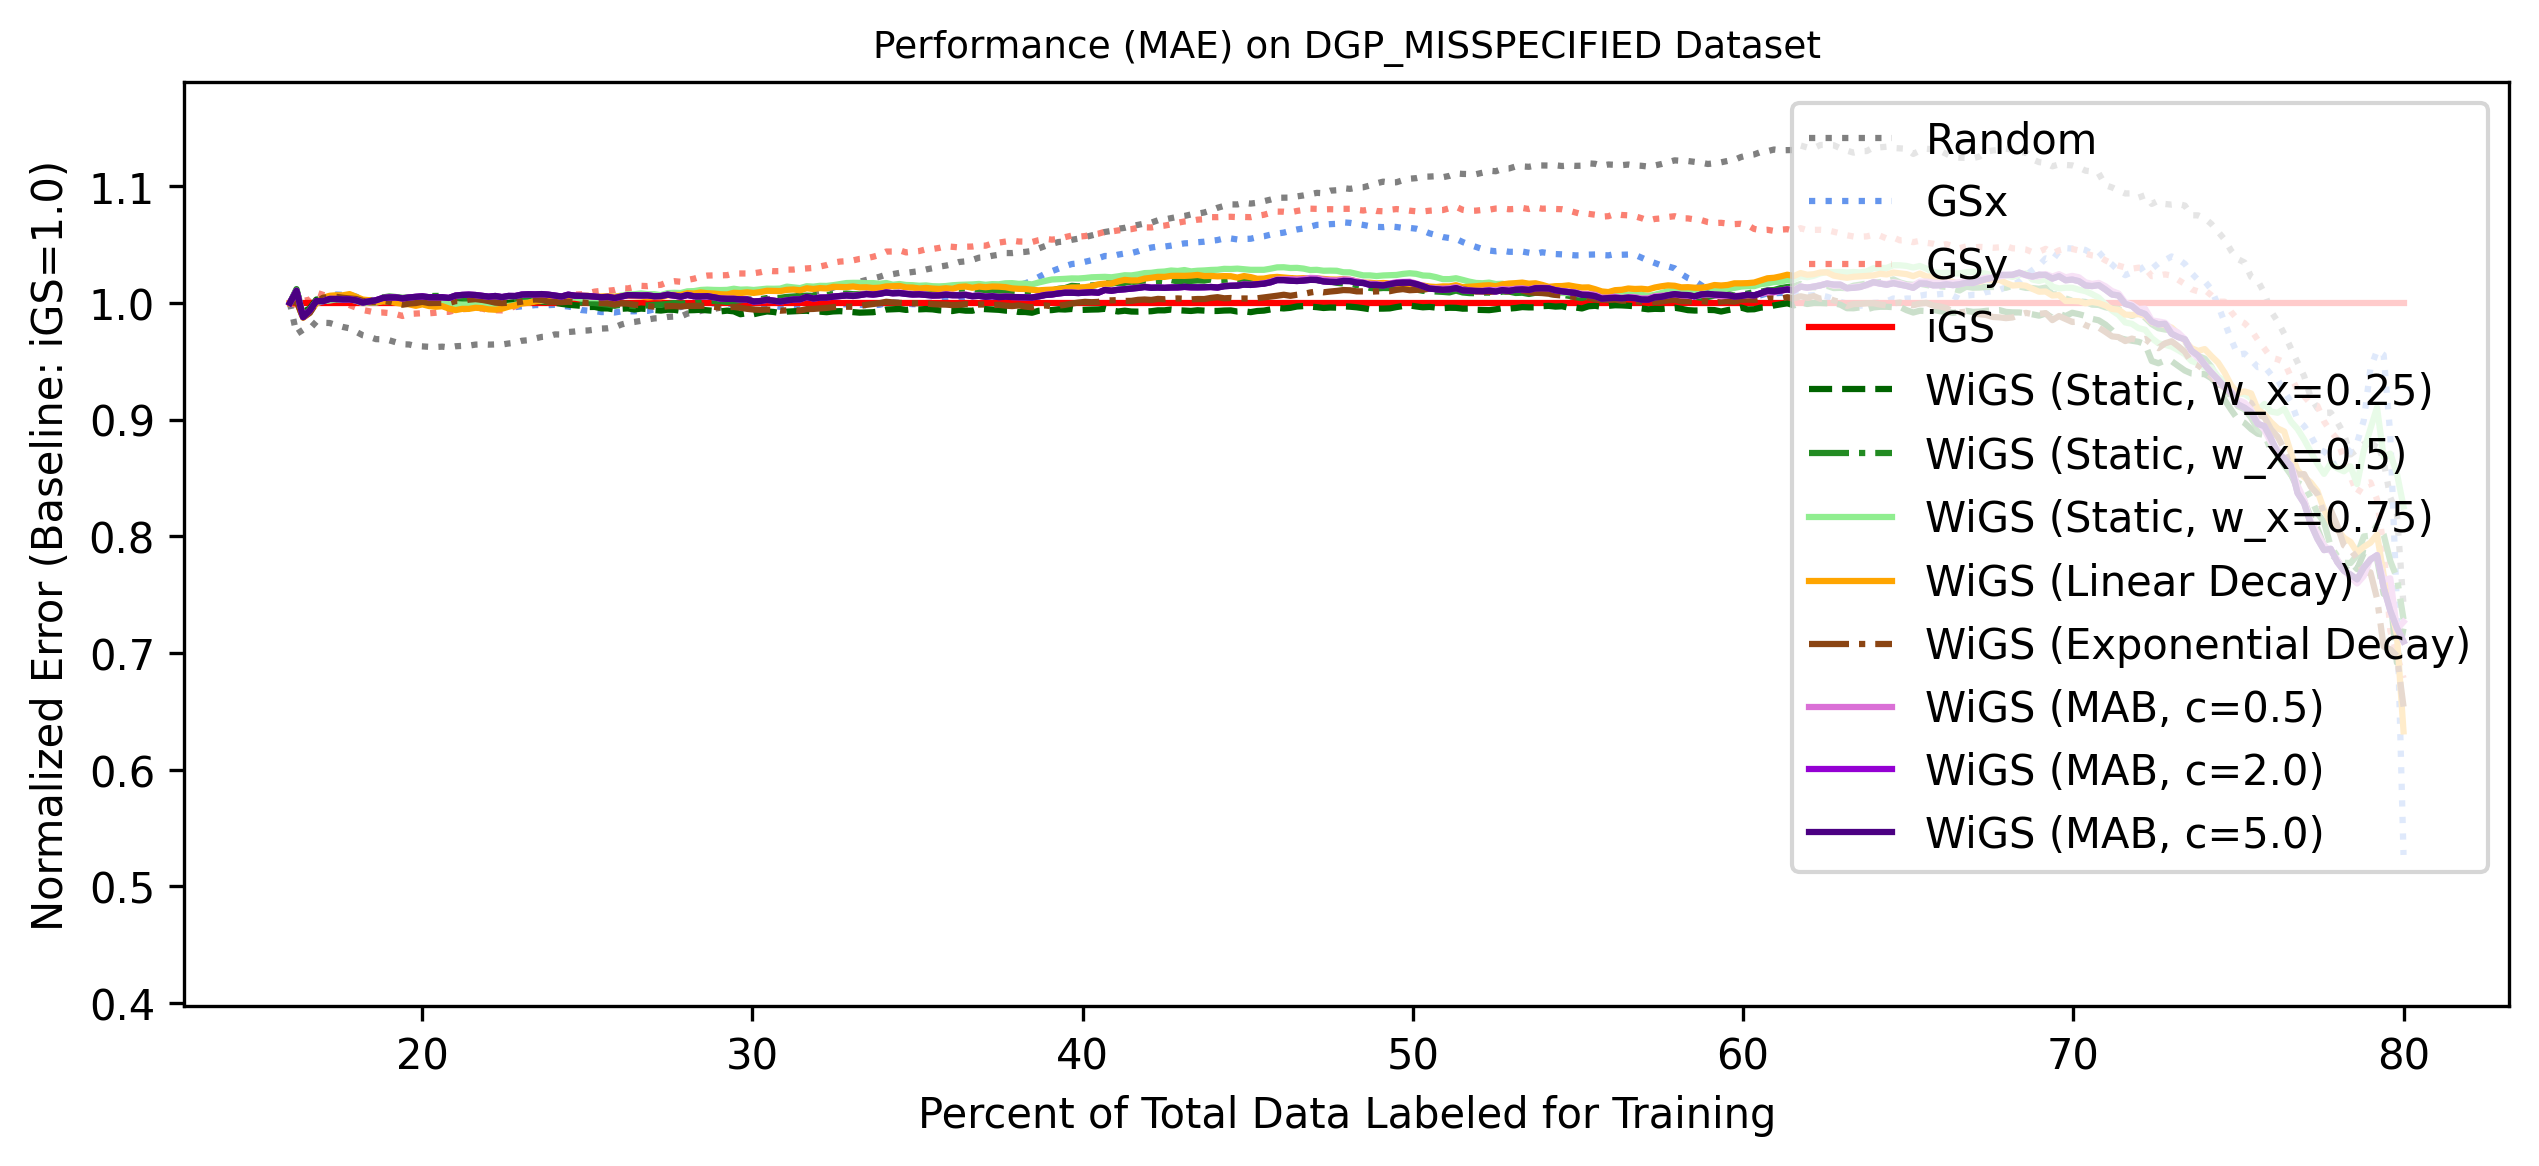 Performance (MAE) on DGP_MISSPECIFIED Dataset
Normalized Error (Baseline: iGS=1.0)
1.1
1.0
0.9
0.8
0.7
0.6
0.5
0.4
Random
GSx
GSy
iGS
WiGS (Static, w_x=0.25)
WiGS (Static, w_x=0.5)
WiGS (Static, w_x=0.75)
WiGS (Linear Decay)
WiGS (Exponential Decay)
WiGS (MAB, c=0.5)
WiGS (MAB, c=2.0)
WiGS (MAB, c=5.0)
20 30 40 50 60 70 80
Percent of Total Data Labeled for Training